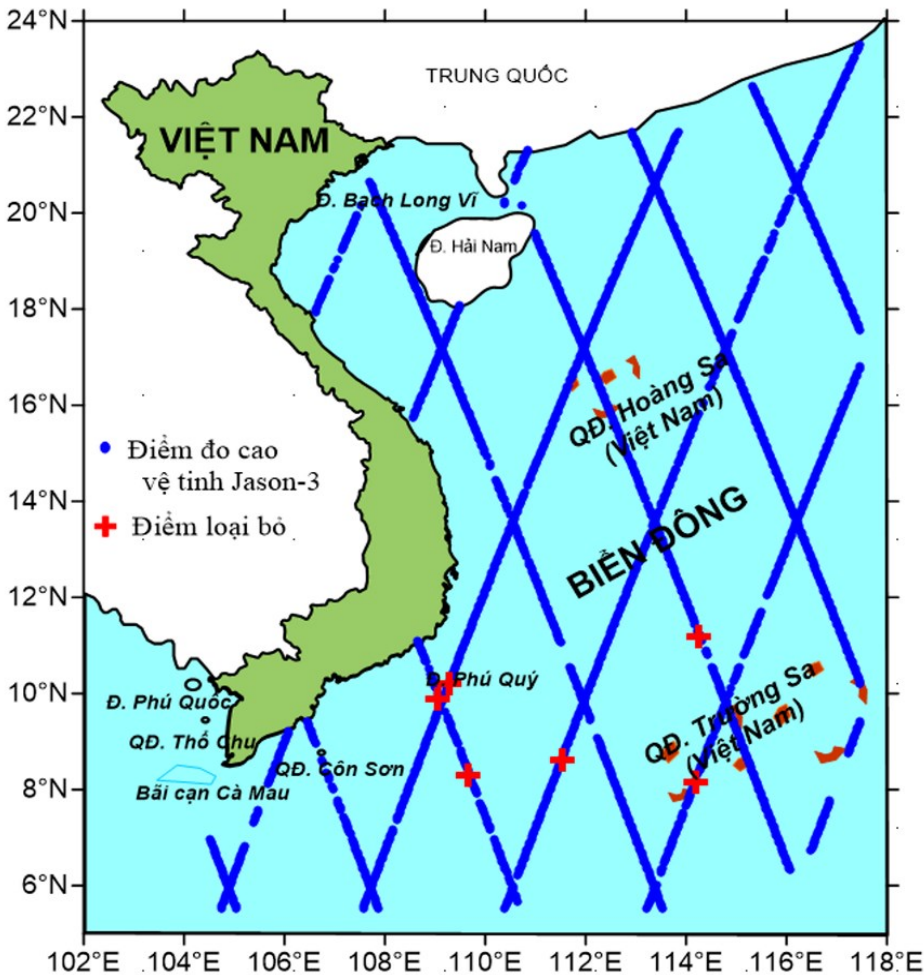 24°N
22°N
20°N
18°N
16°N
14°N
12°N
10°N
8°N
6°N
TRUNG QUỐC
VIỆT NAM
Đ. Bạch Long Vĩ
Đ. Hải Nam
QĐ. Hoàng Sa
(Việt Nam)
Điểm đo cao
vệ tinh Jason-3
Điểm loại bỏ
BIỂN ĐÔNG
Đ. Phú Quý
Đ. Phú Quốc
QĐ. Thổ Chu
QĐ. Côn Sơn
Bãi cạn Cà Mau
QĐ. Trường Sa
(Việt Nam)
102°E 104°E 106°E 108°E 110°E 112°E 114°E 116°E 118°E